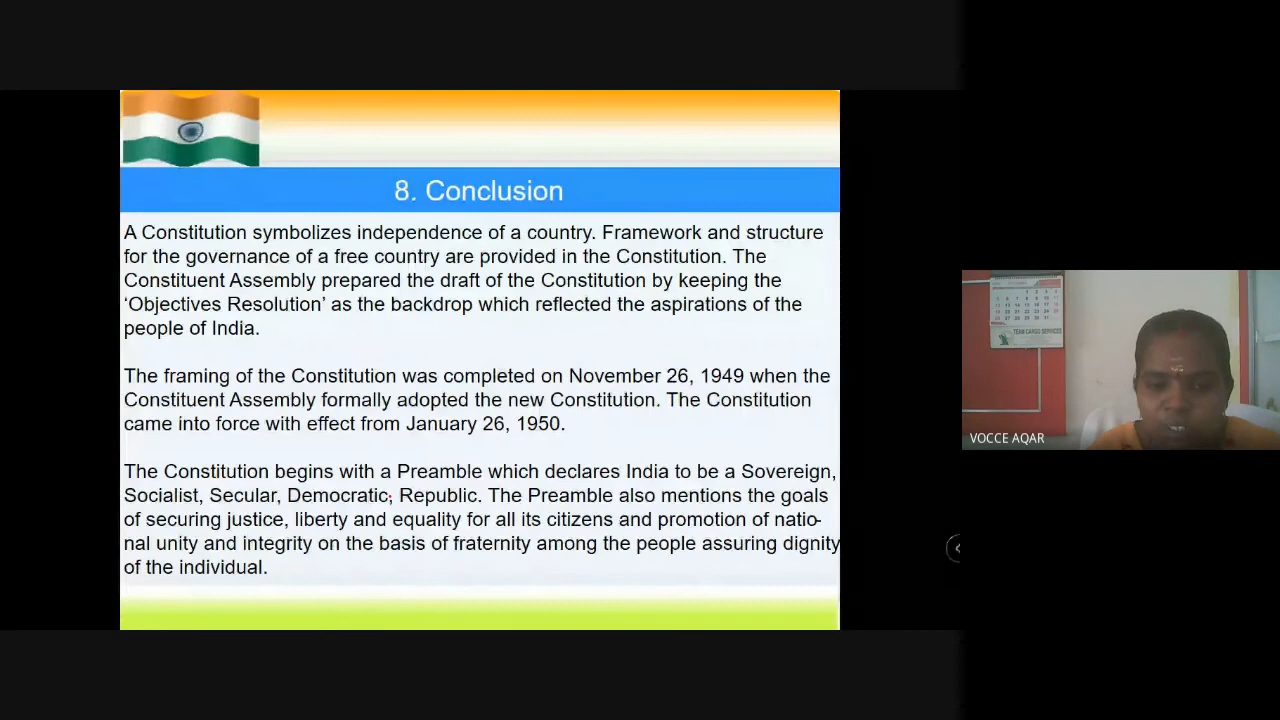 8. Conclusion
A Constitution symbolizes independence of a country. Framework and structure
for the governance of a free country are provided in the Constitution. The
Constituent Assembly prepared the draft of the Constitution by keeping the
‘Objectives Resolution’ as the backdrop which reflected the aspirations of the
people of India.
The framing of the Constitution was completed on November 26, 1949 when the
Constituent Assembly formally adopted the new Constitution. The Constitution
came into force with effect from January 26, 1950.
The Constitution begins with a Preamble which declares India to be a Sovereign,
Socialist, Secular, Democratic, Republic. The Preamble also mentions the goals
of securing justice, liberty and equality for all its citizens and promotion of natio-
nal unity and integrity on the basis of fraternity among the people assuring dignity
of the individual.
TEAM CARGO SERVICES
VOCCE AQAR